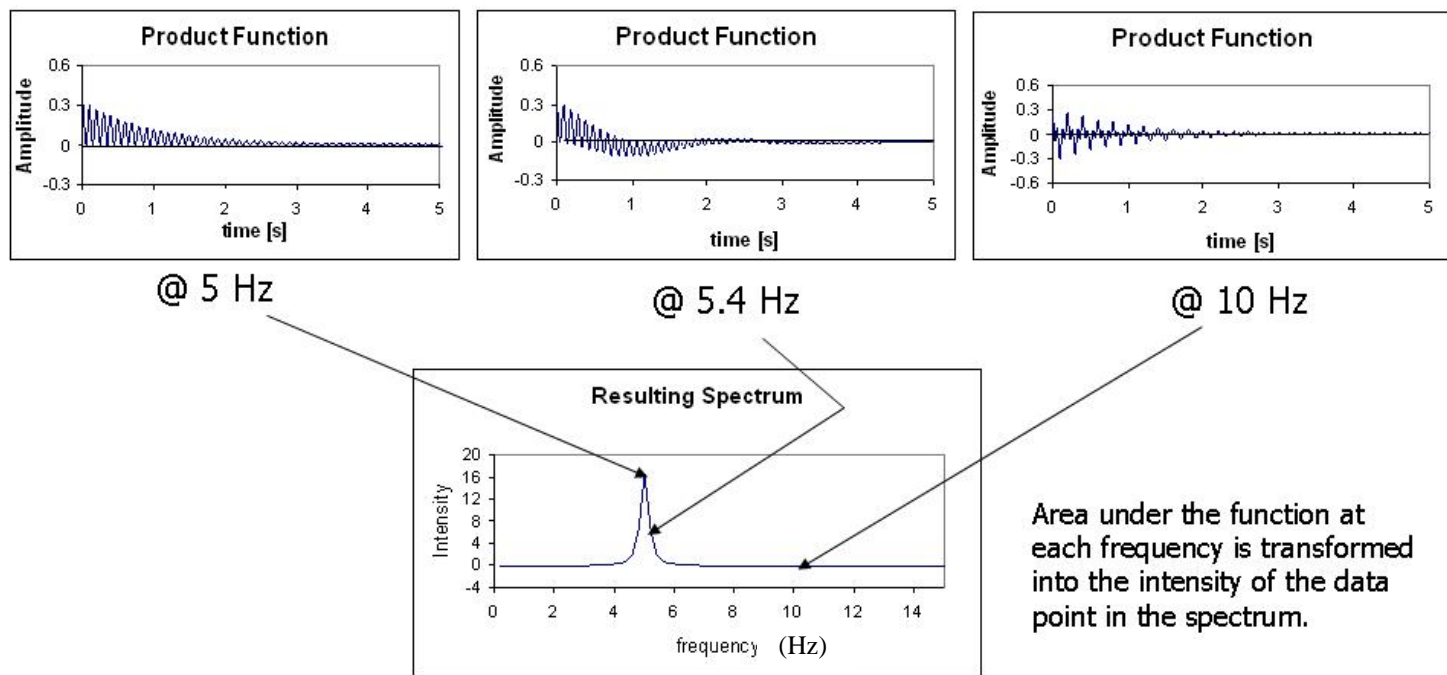 Product Function
Amplitude
0.6
0.3
0
-0.3
0 1 2 3 4 5
time [s]
Product Function
Amplitude
0.6
0.3
0
-0.3
0 1 2 3 4 5
time [s]
Product Function
Amplitude
0.6
0.3
0
-0.3
-0.6
0 1 2 3 4 5
time [s]
@ 5 Hz
@ 5.4 Hz
@ 10 Hz
Resulting Spectrum
Intensity
20
16
12
8
4
0
-4
0 2 4 6 8 10 12 14
frequency (Hz)
Area under the function at
each frequency is transformed
into the intensity of the data
point in the spectrum.